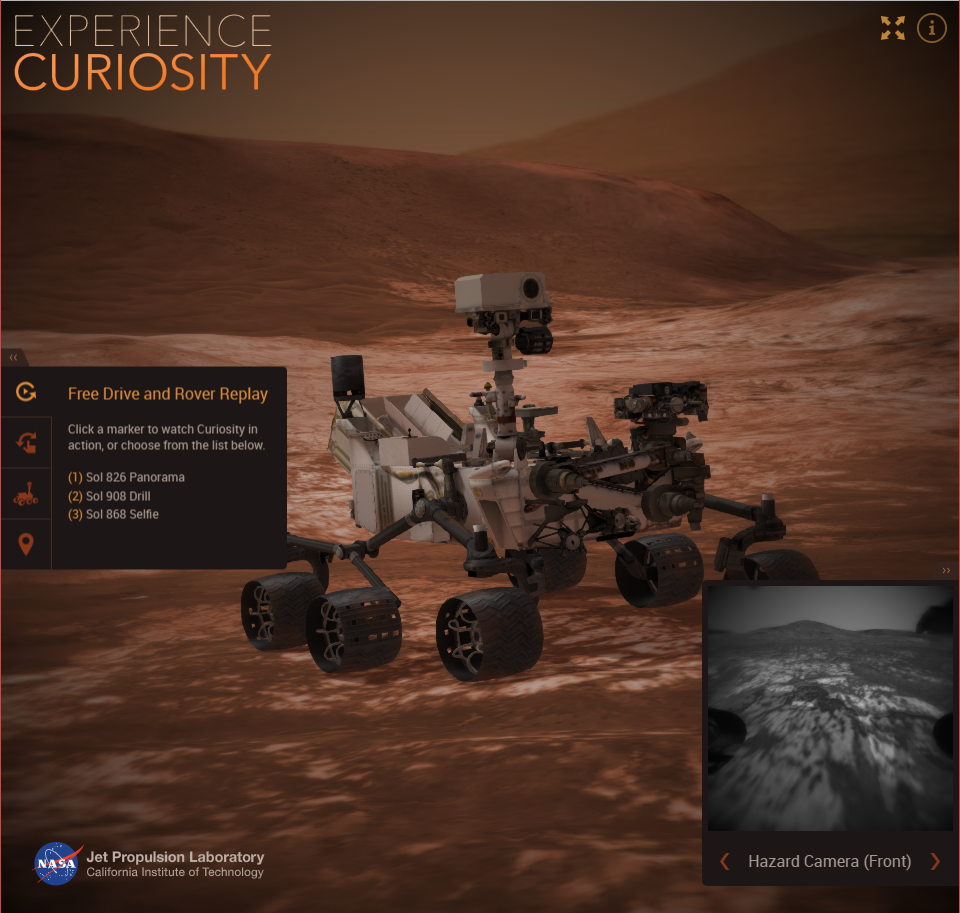 EXPERIENCE
CURIOSITY
Free Drive and Rover Replay
Click a marker to watch Curiosity in
action, or choose from the list below.
(1) Sol 826 Panorama
(2) Sol 908 Drill
(3) Sol 868 Selfie
NASA
Jet Propulsion Laboratory
California Institute of Technology
Hazard Camera (Front)